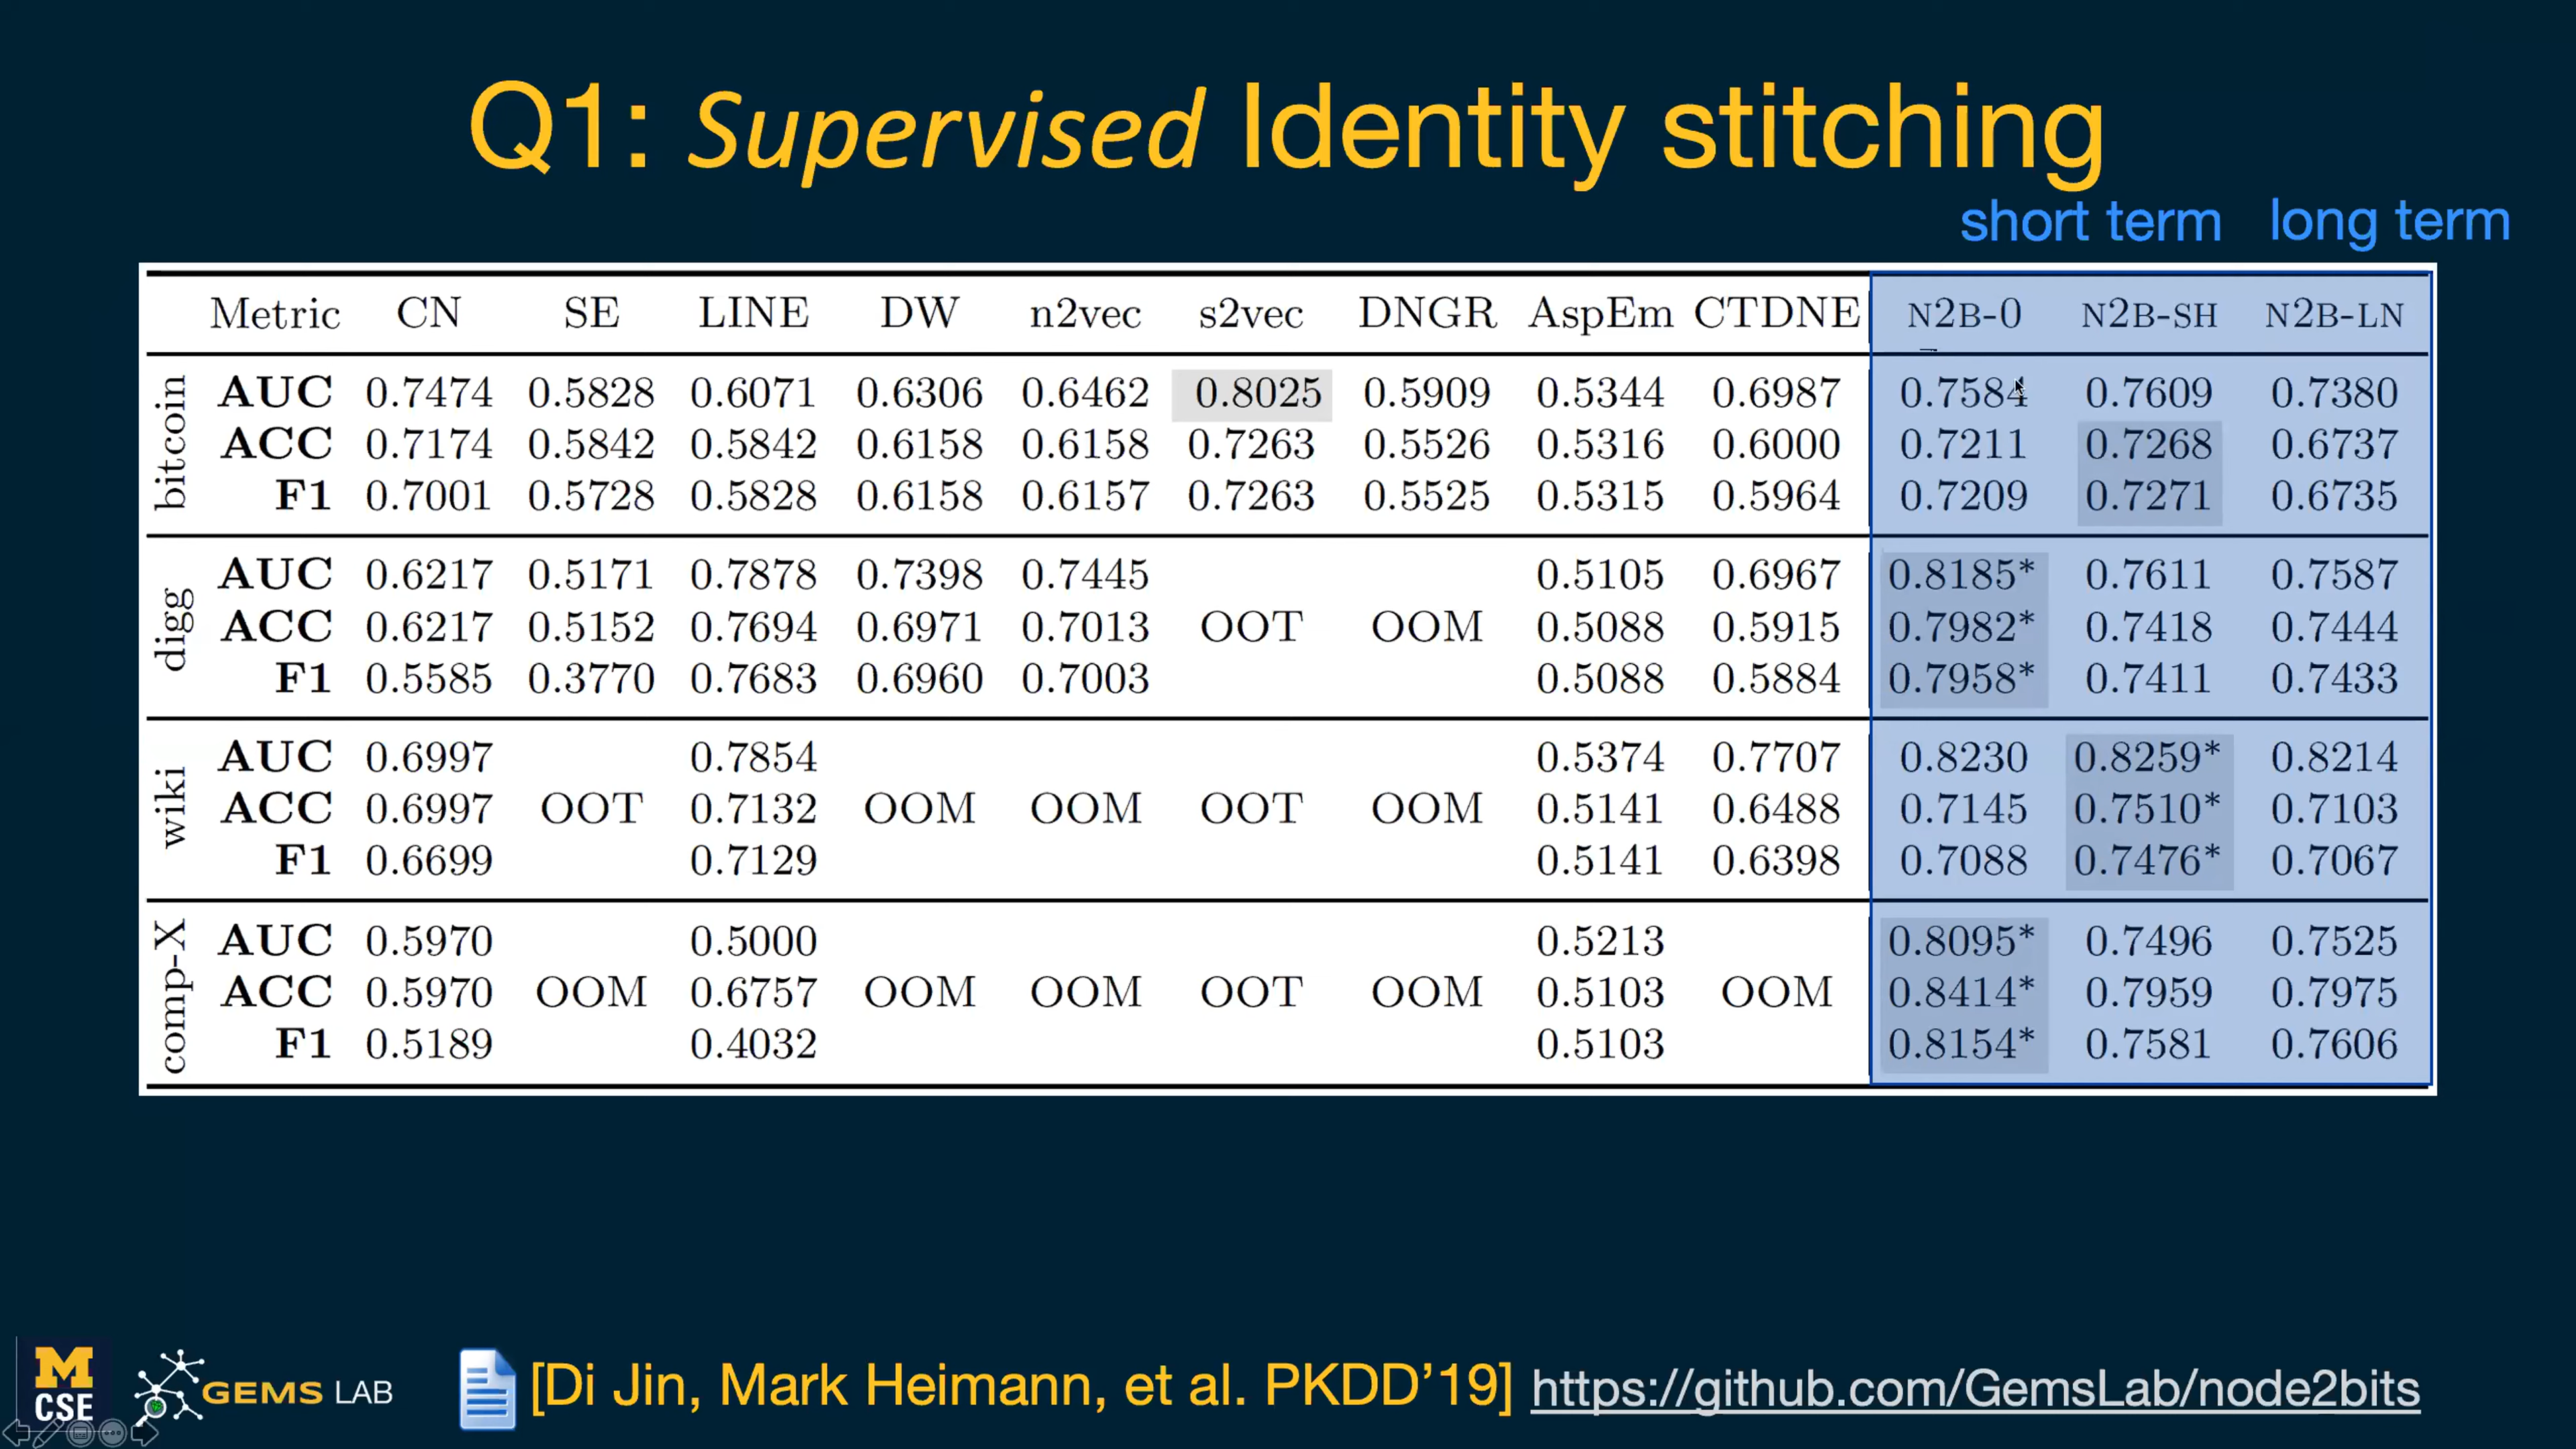 Q1: Supervised Identity stitching
short term long term
Metric CN SE LINE DW n2vec s2vec DNGR AspEm CTDNE N2B-0 N2B-SH N2B-LN
bitcoin
AUC 0.7474 0.5828 0.6071 0.6306 0.6462 0.8025 0.5909 0.5344 0.6987 0.7584 0.7609 0.7380
ACC 0.7174 0.5842 0.5842 0.6158 0.6158 0.7263 0.5526 0.5316 0.6000 0.7211 0.7268 0.6737
F1 0.7001 0.5728 0.5828 0.6158 0.6157 0.7263 0.5525 0.5315 0.5964 0.7209 0.7271 0.6735
digg
AUC 0.6217 0.5171 0.7878 0.7398 0.7445 0.5105 0.6967 0.8185* 0.7611 0.7587
ACC 0.6217 0.5152 0.7694 0.6971 0.7013 OOT OOM 0.5088 0.5915 0.7982* 0.7418 0.7444
F1 0.5585 0.3770 0.7683 0.6960 0.7003 0.5088 0.5884 0.7958* 0.7411 0.7433
wiki
AUC 0.6997 0.7854 0.5374 0.7707 0.8230 0.8259* 0.8214
ACC 0.6997 OOT 0.7132 OOM OOM OOT OOM 0.5141 0.6488 0.7145 0.7510* 0.7103
F1 0.6699 0.7129 0.5141 0.6398 0.7088 0.7476* 0.7067
comp-X
AUC 0.5970 0.5000 0.5213 0.8095* 0.7496 0.7525
ACC 0.5970 OOM 0.6757 OOM OOM OOT OOM 0.5103 OOM 0.8414* 0.7959 0.7975
F1 0.5189 0.4032 0.5103 0.8154* 0.7581 0.7606
M
CSE
GEMS LAB
[Di Jin, Mark Heimann, et al. PKDD’19] https://github.com/GemsLab/node2bits